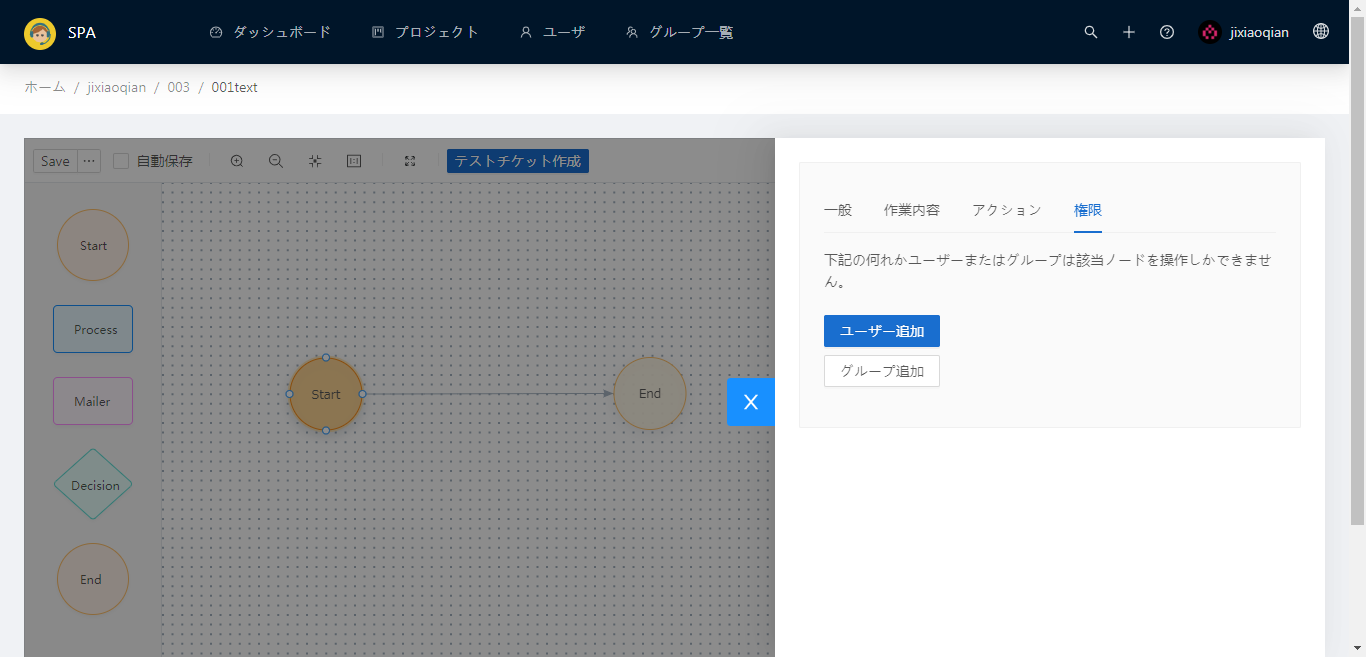 SPA ダッシュボード プロジェクト ユーザ グループ一覧 jixiaoqian
ホーム / jixiaoqian / 003 / 001text
Save ··· 自動保存 テストチケット作成
Start
Process
Mailer
Decision
End
Start
End
X
一般 作業内容 アクション 権限
下記の何れかユーザーまたはグループは該当ノードを操作しかできませ
ん。
ユーザー追加
グループ追加